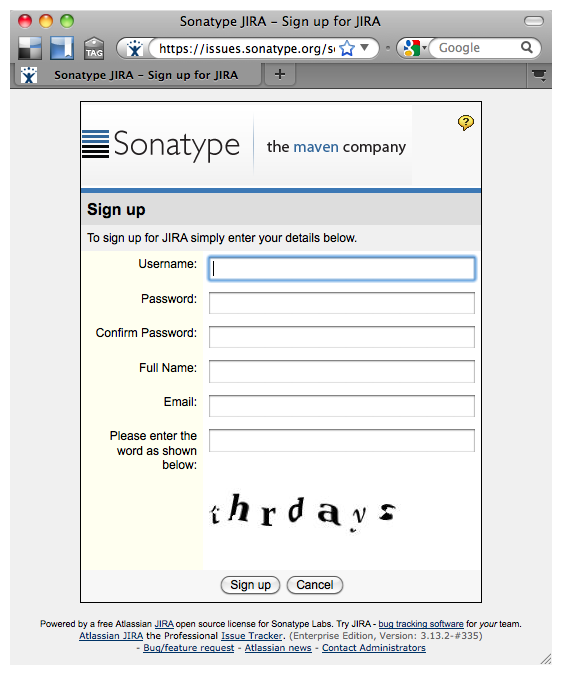 Sonatype JIRA – Sign up for JIRA
TAG
https://issues.sonatype.org/s
Google
Sonatype JIRA – Sign up for JIRA
+
Sonatype the maven company
?
Sign up
To sign up for JIRA simply enter your details below.
Username:
Password:
Confirm Password:
Full Name:
Email:
Please enter the
word as shown
below:
thrdays
Sign up Cancel
Powered by a free Atlassian JIRA open source license for Sonatype Labs. Try JIRA - bug tracking software for your team.
Atlassian JIRA the Professional Issue Tracker. (Enterprise Edition, Version: 3.13.2-#335)
- Bug/feature request - Atlassian news - Contact Administrators